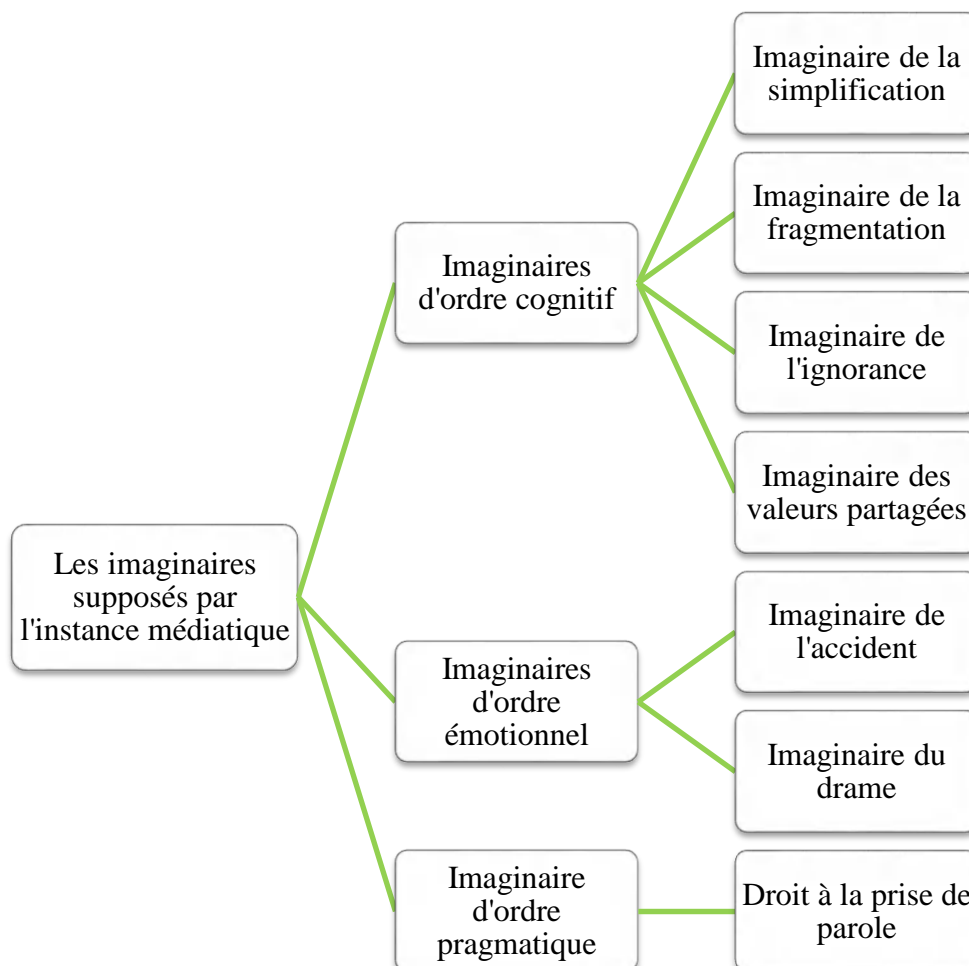 Les imaginaires
supposés par
l'instance médiatique
Imaginaires
d'ordre cognitif
Imaginaire de la
simplification
Imaginaire de la
fragmentation
Imaginaire de
l'ignorance
Imaginaire des
valeurs partagées
Imaginaires
d'ordre
émotionnel
Imaginaire de
l'accident
Imaginaire du
drame
Imaginaire
d'ordre
pragmatique
Droit à la prise de
parole